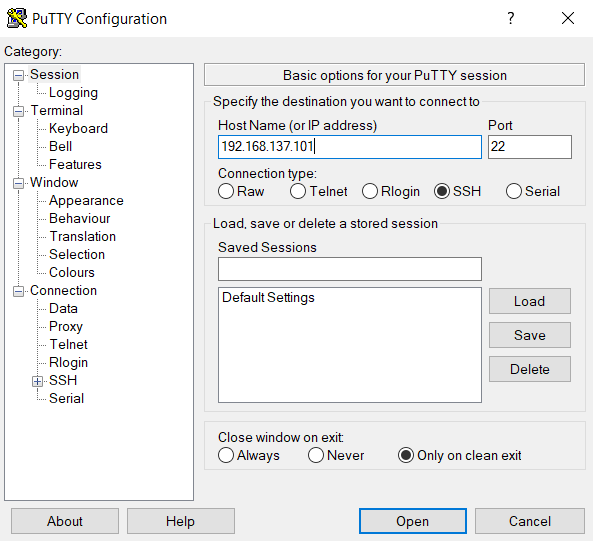 PuTTY Configuration
?
Category:
Session
Logging
Terminal
Keyboard
Bell
Features
Window
Appearance
Behaviour
Translation
Selection
Colours
Connection
Data
Proxy
Telnet
Rlogin
SSH
Serial
Basic options for your PuTTY session
Specify the destination you want to connect to
Host Name (or IP address) Port
192.168.137.101 22
Connection type:
Raw Telnet Rlogin SSH Serial
Load, save or delete a stored session
Saved Sessions
Default Settings
Load
Save
Delete
Close window on exit:
Always Never Only on clean exit
About Help Open Cancel